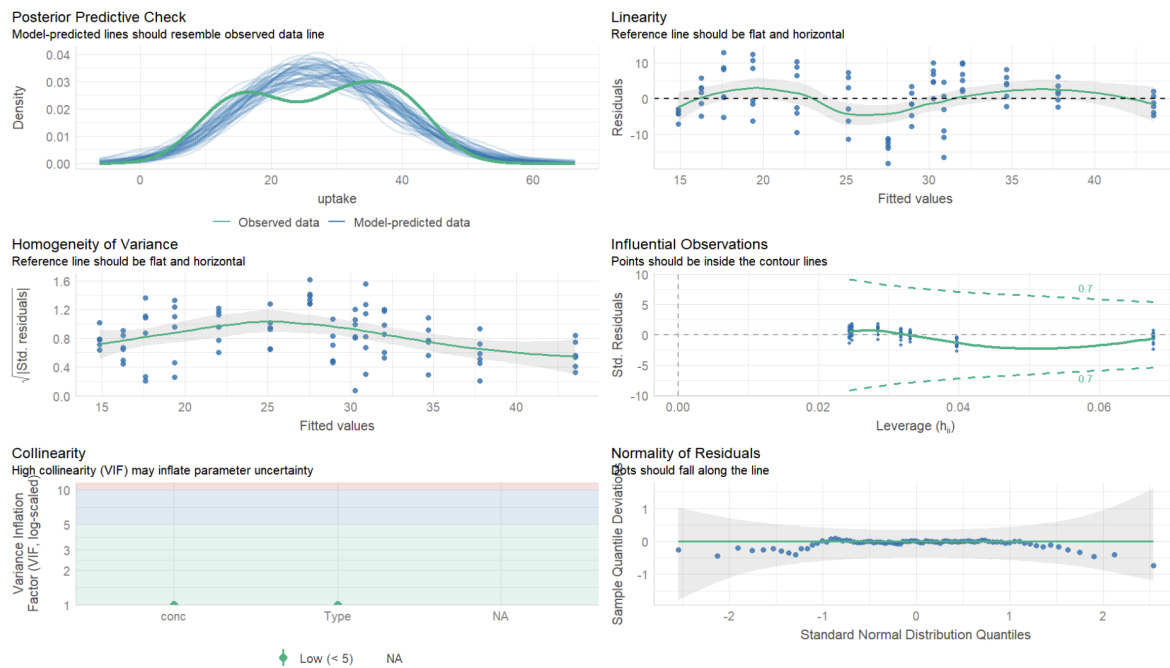 Posterior Predictive Check
Model-predicted lines should resemble observed data line
Density
0.04
0.03
0.02
0.01
0.00
0
20
40
60
uptake
Observed data
Model-predicted data
Linearity
Reference line should be flat and horizontal
Residuals
10
0
-10
15
20
25
30
35
40
Fitted values
Homogeneity of Variance
Reference line should be flat and horizontal
√|Std. residuals|
1.6
1.2
0.8
0.4
0.0
15
20
25
30
35
40
Fitted values
Influential Observations
Points should be inside the contour lines
Std. Residuals
10
5
0
-5
-10
0.7
0.7
0.00
0.02
0.04
0.06
Leverage (hii)
Collinearity
High collinearity (VIF) may inflate parameter uncertainty
Variance Inflation
Factor (VIF, log-scaled)
10
5
3
2
1
conc
Type
NA
Low (< 5)
NA
Normality of Residuals
Dots should fall along the line
Sample Quantile Deviations
1
0
-1
-2
-1
0
1
2
Standard Normal Distribution Quantiles